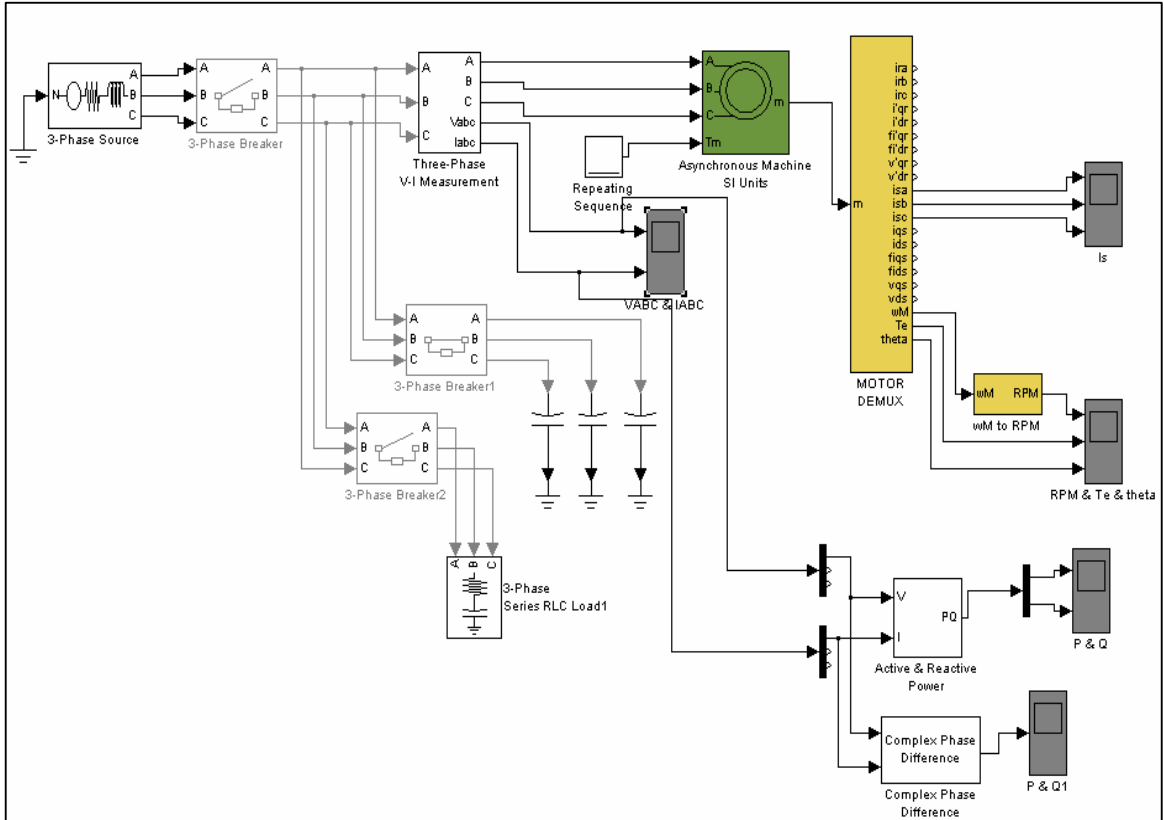 N
A
B
C
3-Phase Source
A
B
C
A
B
C
3-Phase Breaker
A
B
C
A
B
C
Vabc
Iabc
Three-Phase
V-I Measurement
Repeating
Sequence
A
B
C
Tm
m
Asynchronous Machine
SI Units
m
ira
irb
irc
i'qr
i'dr
fi'qr
fi'dr
v'qr
v'dr
isa
isb
isc
iqs
ids
fiqs
fids
vqs
vds
wM
Te
theta
MOTOR
DEMUX
Is
VABC & IABC
A
B
C
A
B
C
3-Phase Breaker1
wM
RPM
wM to RPM
RPM & Te & theta
A
B
C
A
B
C
3-Phase Breaker2
A
B
C
3-Phase
Series RLC Load1
V
I
PQ
Active & Reactive
Power
P & Q
Complex Phase
Difference
Complex Phase
Difference
P & Q1